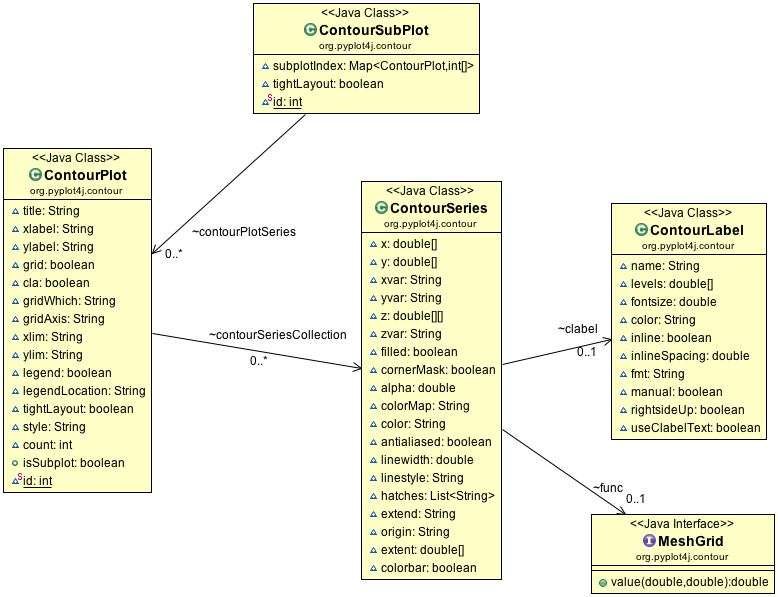 <<Java Class>>
ContourSubPlot
org.pyplot4j.contour
subplotIndex: Map<ContourPlot,int[]>
tightLayout: boolean
S id: int
<<Java Class>>
ContourPlot
org.pyplot4j.contour
title: String
xlabel: String
ylabel: String
grid: boolean
cla: boolean
gridWhich: String
gridAxis: String
xlim: String
ylim: String
legend: boolean
legendLocation: String
tightLayout: boolean
style: String
count: int
isSubplot: boolean
S id: int
~contourPlotSeries
0..*
~contourSeriesCollection
0..*
<<Java Class>>
ContourSeries
org.pyplot4j.contour
x: double[]
y: double[]
xvar: String
yvar: String
z: double[][]
zvar: String
filled: boolean
cornerMask: boolean
alpha: double
colorMap: String
color: String
antialiased: boolean
linewidth: double
linestyle: String
hatches: List<String>
extend: String
origin: String
extent: double[]
colorbar: boolean
~clabel
0..1
<<Java Class>>
ContourLabel
org.pyplot4j.contour
name: String
levels: double[]
fontsize: double
color: String
inline: boolean
inlineSpacing: double
fmt: String
manual: boolean
rightsideUp: boolean
useClabelText: boolean
~func
0..1
<<Java Interface>>
MeshGrid
org.pyplot4j.contour
value(double,double):double